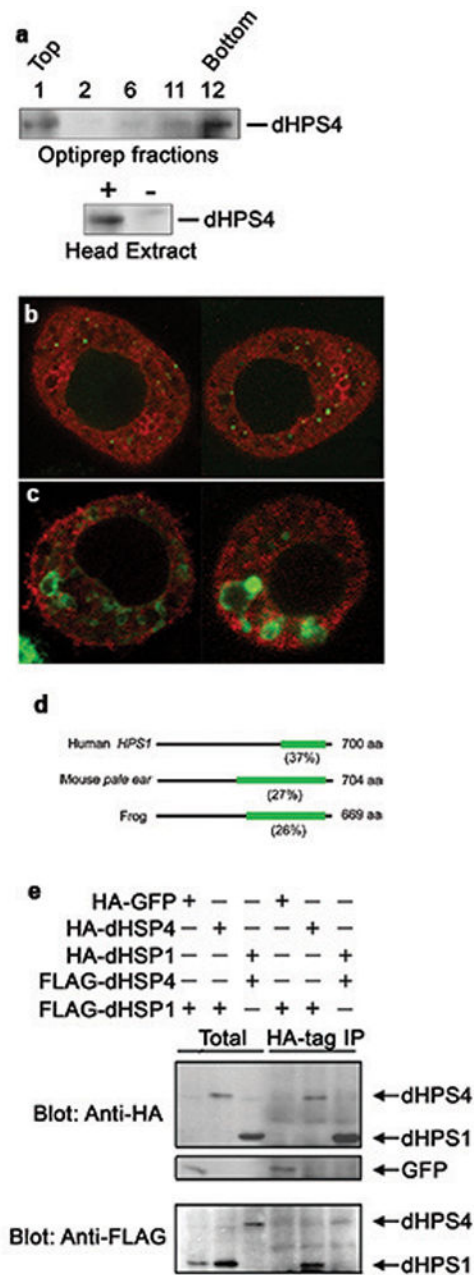 a
Top Bottom
1 2 6 11 12
dHPS4
Optiprep fractions
+ -
dHPS4
Head Extract
b
c
d
Human HPS1 700 aa
(37%)
Mouse pale ear 704 aa
(27%)
Frog 669 aa
(26%)
e
HA-GFP + - - + - -
HA-dHSP4 - + - - + -
HA-dHSP1 - - + - - +
FLAG-dHSP4 - - + - - +
FLAG-dHSP1 + + - + + -
Total HA-tag IP
Blot: Anti-HA
dHPS4
dHPS1
GFP
Blot: Anti-FLAG
dHPS4
dHPS1